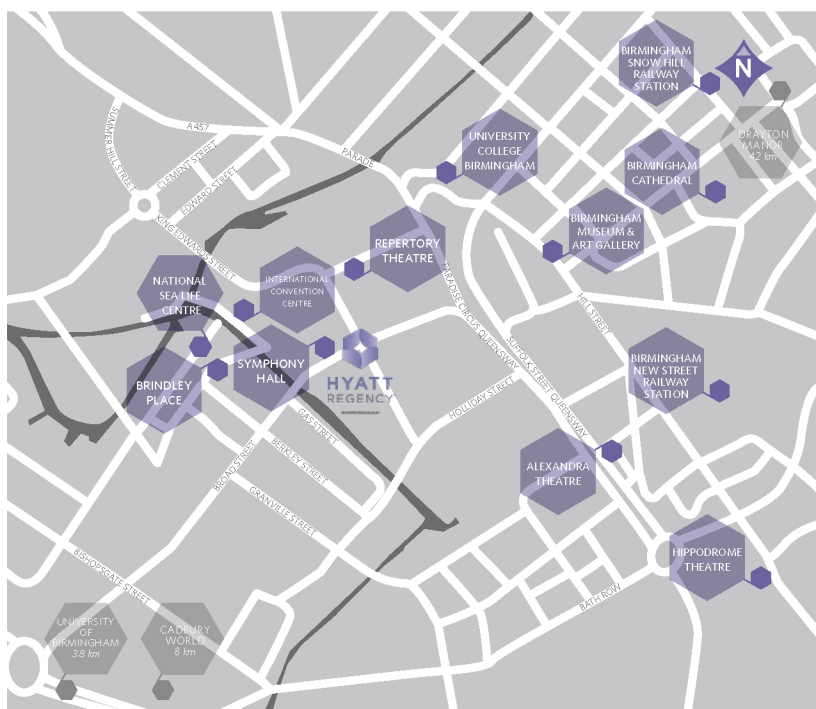 BIRMINGHAM
SNOW HILL
RAILWAY
STATION
N
DRAYTON
MANOR
42 km
SUMMER HILL STREET
A457
CLEMENT STREET
EDWARD STREET
PARADE
UNIVERSITY
COLLEGE
BIRMINGHAM
BIRMINGHAM
CATHEDRAL
KING EDWARDS STREET
REPERTORY
THEATRE
BIRMINGHAM
MUSEUM &
ART GALLERY
NATIONAL
SEA LIFE
CENTRE
INTERNATIONAL
CONVENTION
CENTRE
PARADISE CIRCUS QUEENSWAY
HILL STREET
SYMPHONY
HALL
HYATT
REGENCY
BRINDLEY
PLACE
SUFFOLK STREET QUEENSWAY
BIRMINGHAM
NEW STREET
RAILWAY
STATION
HOLLIDAY STREET
GAS STREET
BERKLEY STREET
BROAD STREET
GRANVILLE STREET
ALEXANDRA
THEATRE
HIPPODROME
THEATRE
BISHOPSGATE STREET
BATH ROW
UNIVERSITY
OF
BIRMINGHAM
3.8 km
CADBURY
WORLD
8 km